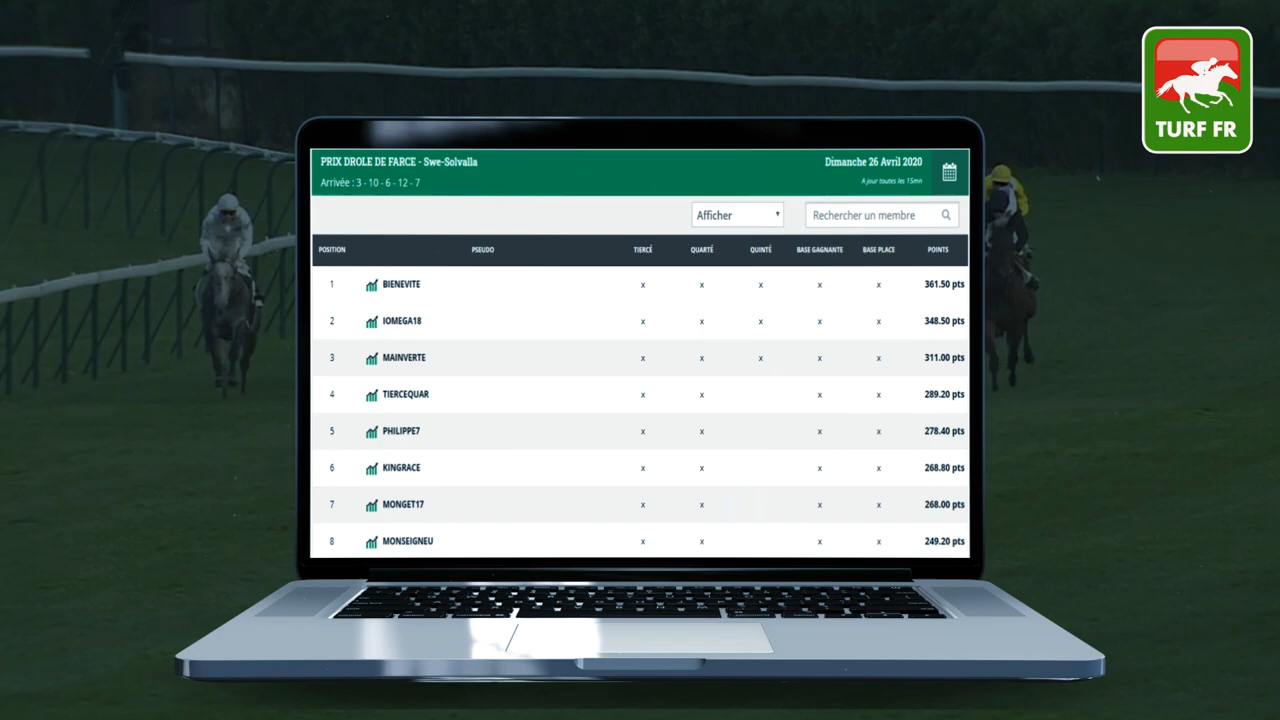 TURF FR
PRIX DROLE DE FARCE - Swe-Solvalla
Dimanche 26 Avril 2020
Arrivée : 3 - 10 - 6 - 12 - 7
A jour toutes les 15mn
Afficher
Rechercher un membre
POSITION PSEUDO TIERCÉ QUARTÉ QUINTÉ BASE GAGNANTE BASE PLACE POINTS
1 BIENEVITE x x x x x 361.50 pts
2 IOMEGA18 x x x x x 348.50 pts
3 MAINVERTE x x x x x 311.00 pts
4 TIERCEQUAR x x x x 289.20 pts
5 PHILIPPE7 x x x x 278.40 pts
6 KINGRACE x x x x 268.80 pts
7 MONGET17 x x x x 268.00 pts
8 MONSEIGNEU x x x x 249.20 pts